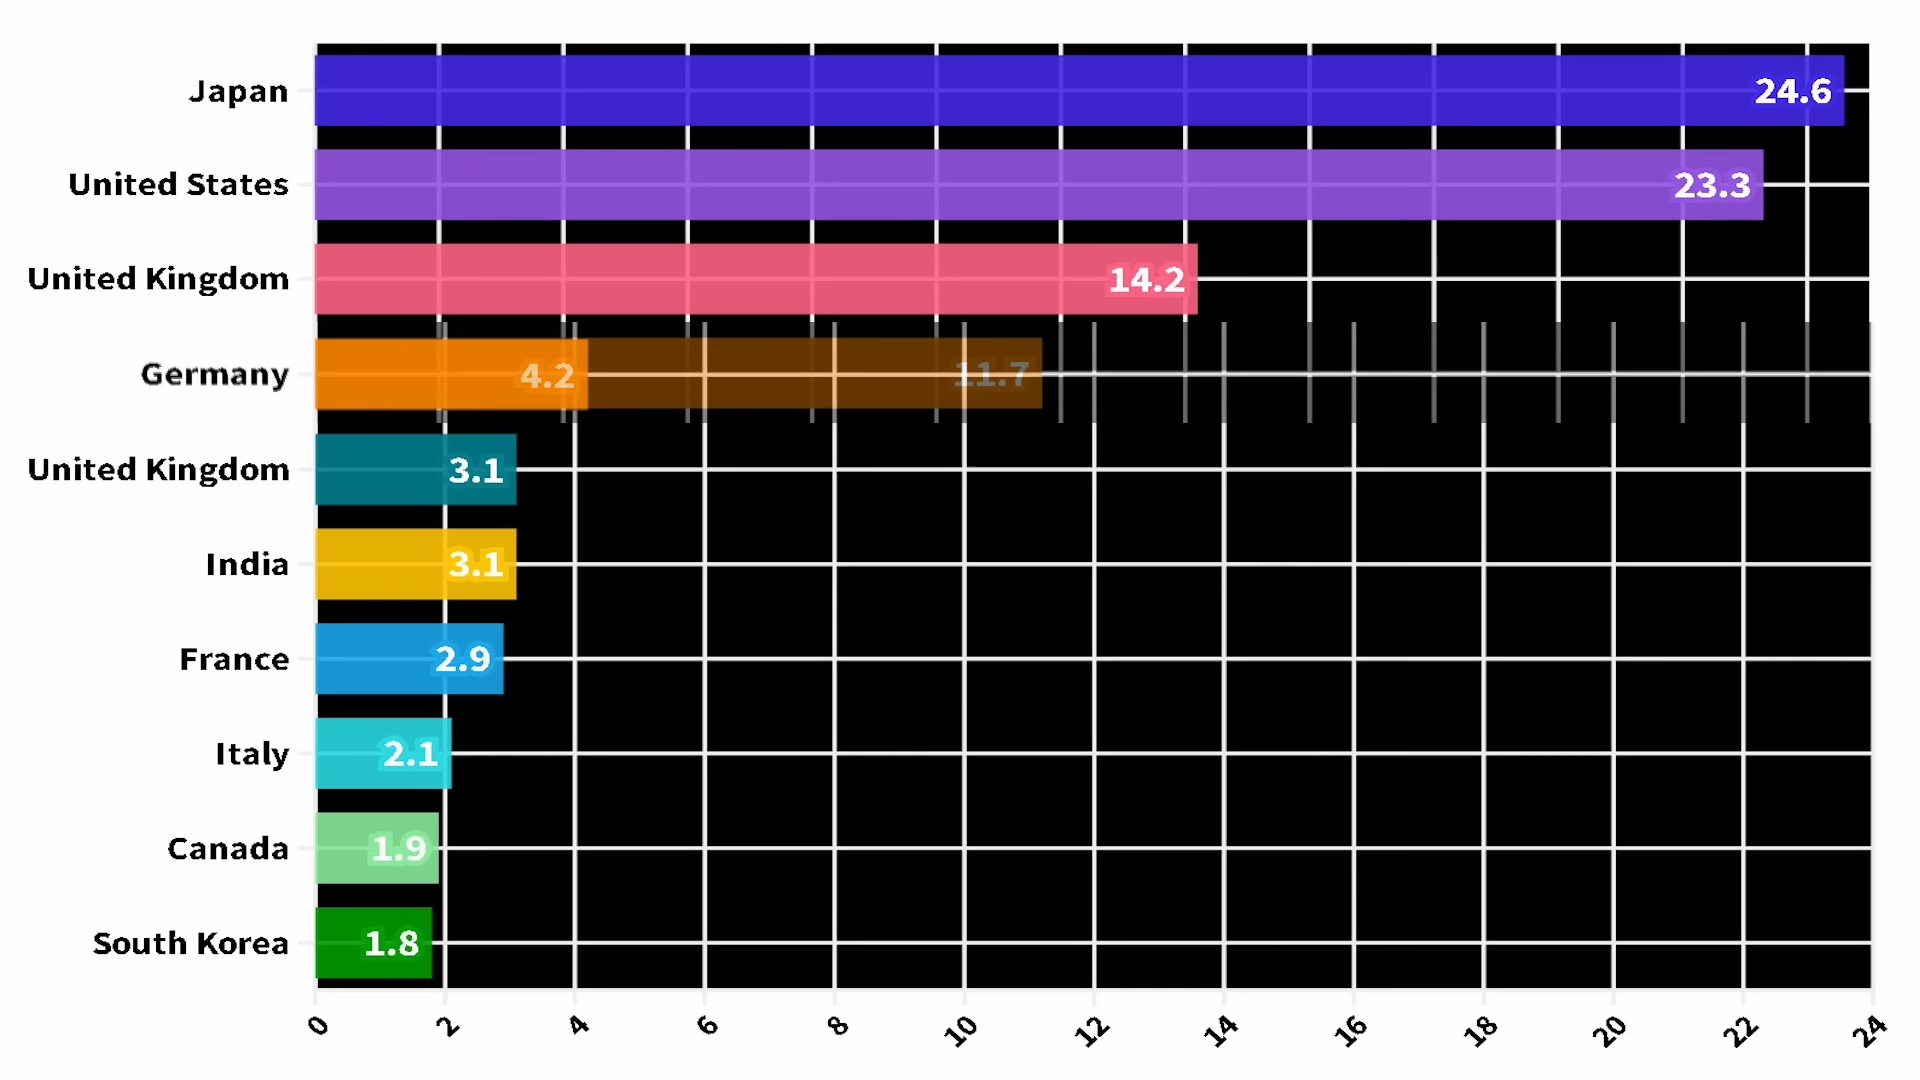 Japan 24.6
United States 23.3
United Kingdom 14.2
Germany 4.2 11.7
United Kingdom 3.1
India 3.1
France 2.9
Italy 2.1
Canada 1.9
South Korea 1.8
0 2 4 6 8 10 12 14 16 18 20 22 24